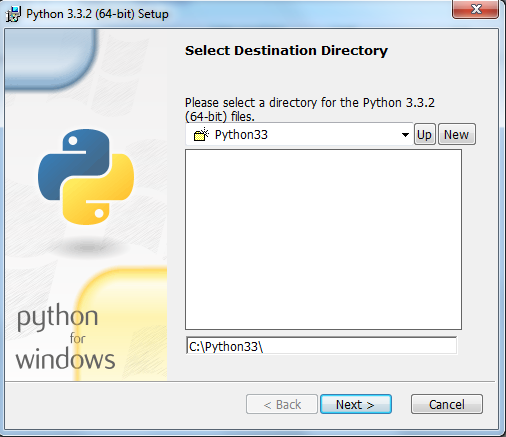 Python 3.3.2 (64-bit) Setup
Select Destination Directory
Please select a directory for the Python 3.3.2
(64-bit) files.
Python33
Up
New
C:\Python33\
python
for
windows
< Back
Next >
Cancel